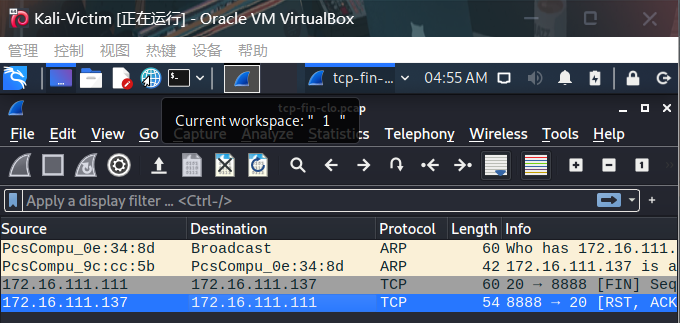 Kali-Victim [正在运行] - Oracle VM VirtualBox
管理 控制 视图 热键 设备 帮助
tcp-fin-... 04:55 AM
tcp-fin-clo.pcap
Current workspace: " 1 "
File Edit View Go Capture Analyze Statistics Telephony Wireless Tools Help
Apply a display filter ... <Ctrl-/>
Source Destination Protocol Length Info
PcsCompu_0e:34:8d Broadcast ARP 60 Who has 172.16.111.
PcsCompu_9c:cc:5b PcsCompu_0e:34:8d ARP 42 172.16.111.137 is a
172.16.111.111 172.16.111.137 TCP 60 20 → 8888 [FIN] Seq
172.16.111.137 172.16.111.111 TCP 54 8888 → 20 [RST, ACK